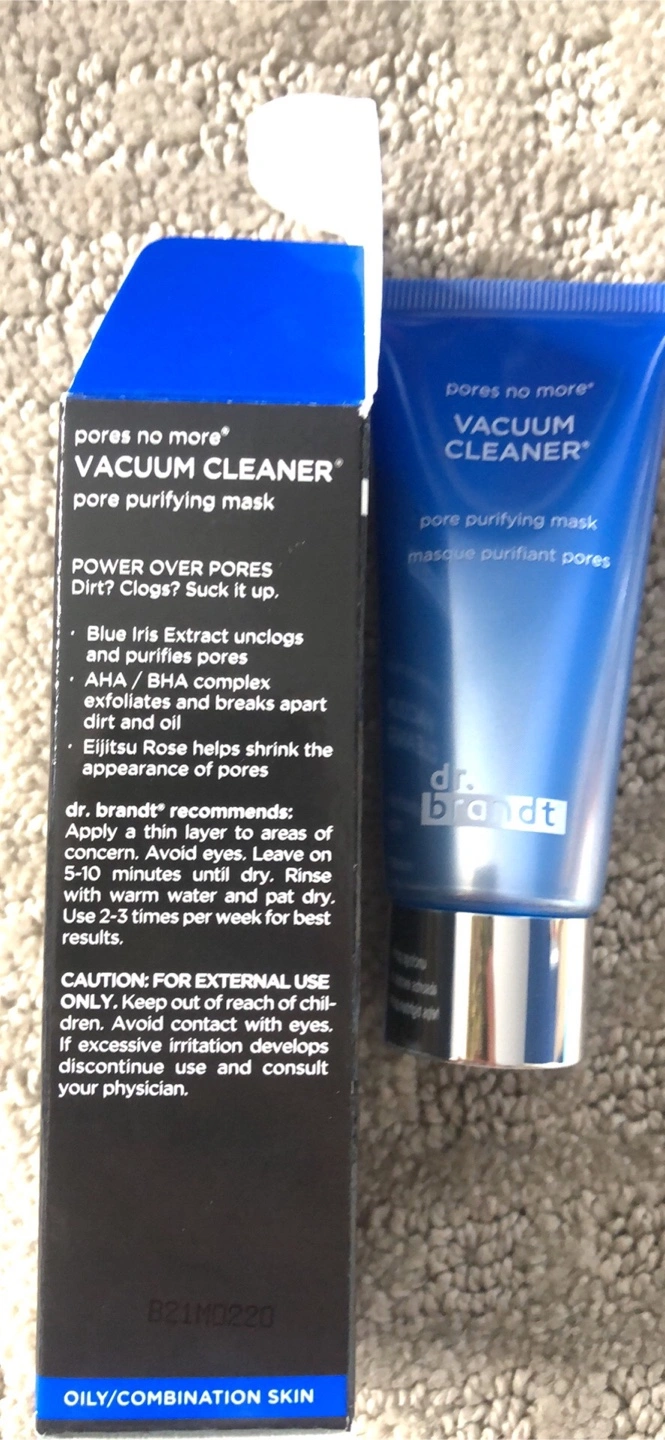 pores no more®
VACUUM CLEANER®
pore purifying mask
POWER OVER PORES
Dirt? Clogs? Suck it up.
· Blue Iris Extract unclogs
and purifies pores
· AHA / BHA complex
exfoliates and breaks apart
dirt and oil
· Eijitsu Rose helps shrink the
appearance of pores
dr. brandt® recommends:
Apply a thin layer to areas of
concern. Avoid eyes. Leave on
5-10 minutes until dry. Rinse
with warm water and pat dry.
Use 2-3 times per week for best
results.
CAUTION: FOR EXTERNAL USE
ONLY. Keep out of reach of chil-
dren. Avoid contact with eyes.
If excessive irritation develops
discontinue use and consult
your physician.
B21M0220
OILY/COMBINATION SKIN
pores no more®
VACUUM
CLEANER®
pore purifying mask
masque purifiant pores
dr.
brandt